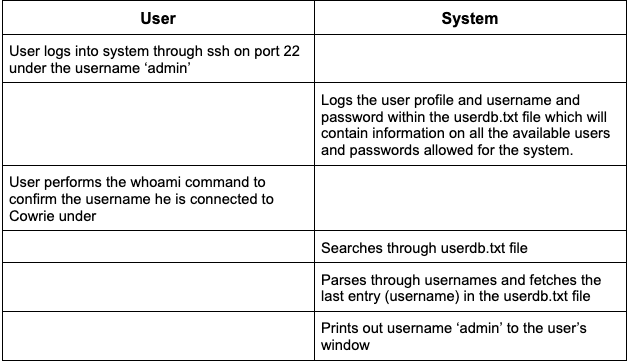 User System
User logs into system through ssh on port 22
under the username ‘admin’
Logs the user profile and username and
password within the userdb.txt file which will
contain information on all the available users
and passwords allowed for the system.
User performs the whoami command to
confirm the username he is connected to
Cowrie under
Searches through userdb.txt file
Parses through usernames and fetches the
last entry (username) in the userdb.txt file
Prints out username ‘admin’ to the user’s
window